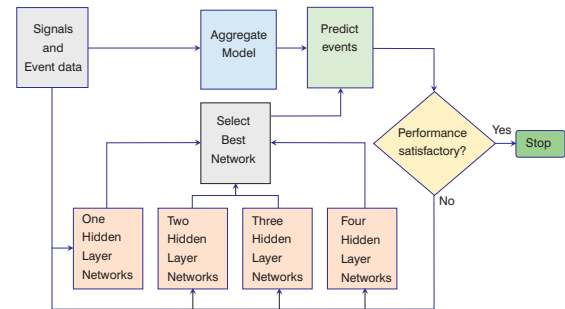 Signals
and
Event data
Aggregate
Model
Predict
events
Select
Best
Network
Performance
satisfactory?
Yes
Stop
No
One
Hidden
Layer
Networks
Two
Hidden
Layer
Networks
Three
Hidden
Layer
Networks
Four
Hidden
Layer
Networks